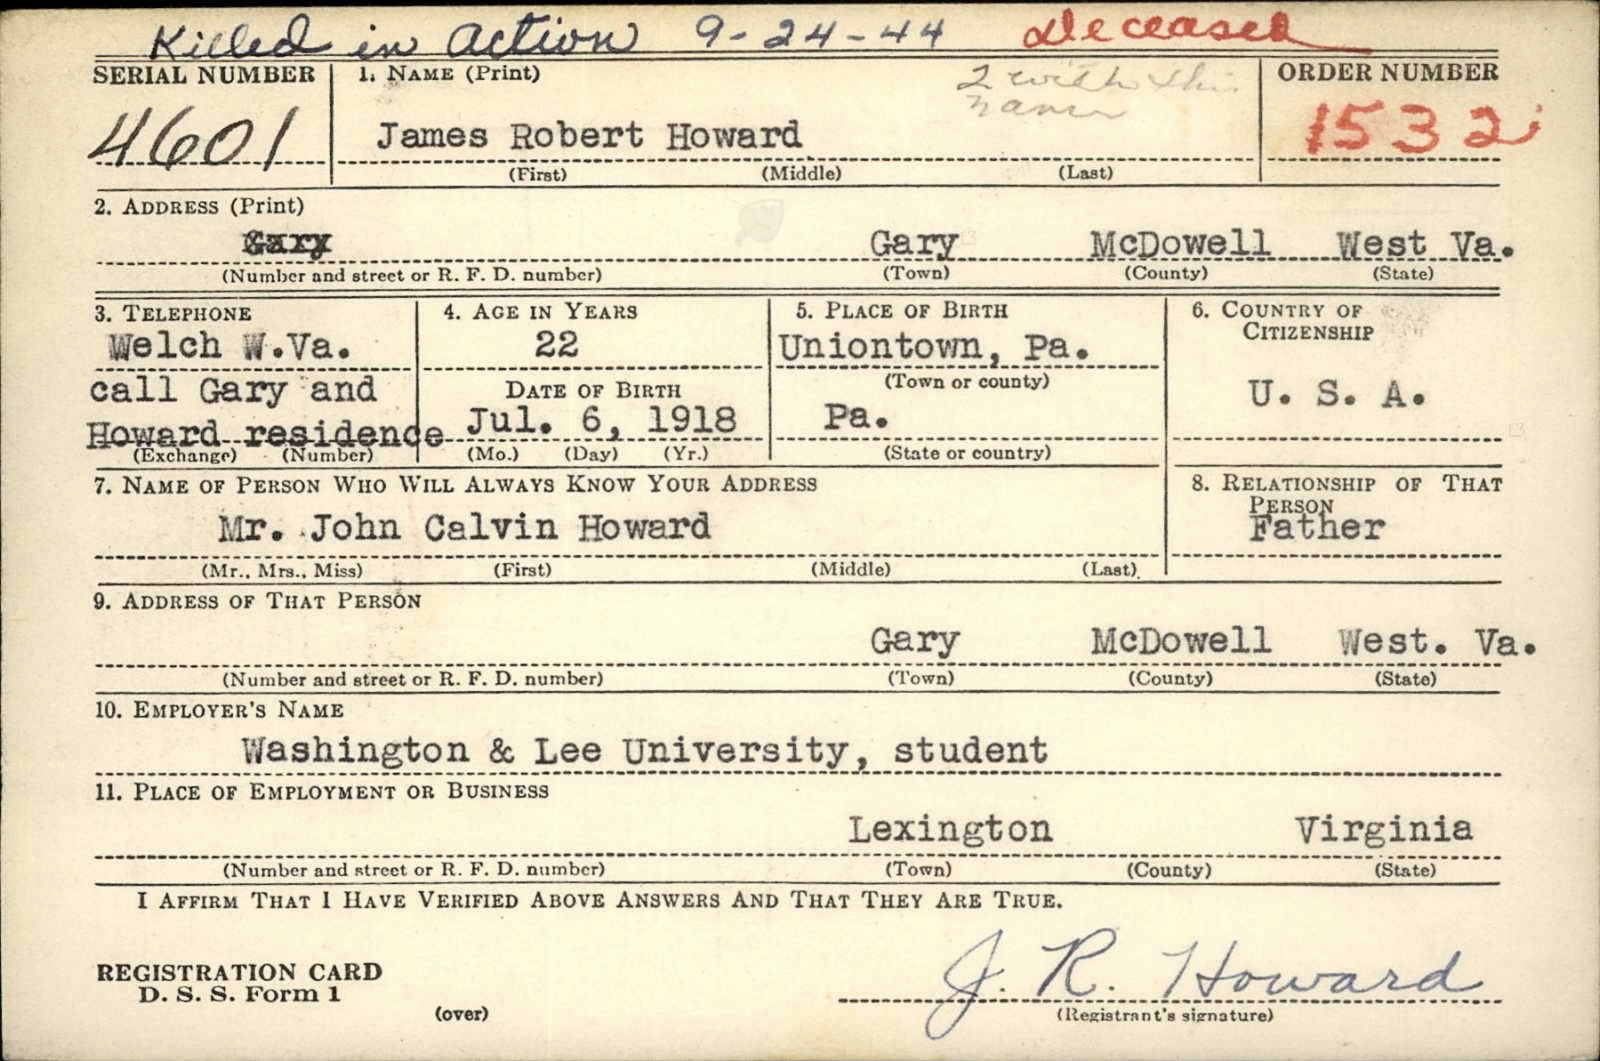 Killed in Action 9-24-44 Deceased
SERIAL NUMBER 1. NAME (Print) 2 with this name ORDER NUMBER
4601 James Robert Howard 1532
(First) (Middle) (Last)
2. ADDRESS (Print)
Gary Gary McDowell West Va.
(Number and street or R. F. D. number) (Town) (County) (State)
3. TELEPHONE 4. AGE IN YEARS 5. PLACE OF BIRTH 6. COUNTRY OF CITIZENSHIP
Welch W.Va. 22 Uniontown, Pa.
(Town or county)
call Gary and DATE OF BIRTH U. S. A.
Howard residence Jul. 6, 1918 Pa.
(Exchange) (Number) (Mo.) (Day) (Yr.) (State or country)
7. NAME OF PERSON WHO WILL ALWAYS KNOW YOUR ADDRESS 8. RELATIONSHIP OF THAT PERSON
Mr. John Calvin Howard Father
(Mr., Mrs., Miss) (First) (Middle) (Last)
9. ADDRESS OF THAT PERSON
Gary McDowell West. Va.
(Number and street or R. F. D. number) (Town) (County) (State)
10. EMPLOYER'S NAME
Washington & Lee University, student
11. PLACE OF EMPLOYMENT OR BUSINESS
Lexington Virginia
(Number and street or R. F. D. number) (Town) (County) (State)
I AFFIRM THAT I HAVE VERIFIED ABOVE ANSWERS AND THAT THEY ARE TRUE.
REGISTRATION CARD
D. S. S. Form 1
J. R. Howard
(over) (Registrant's signature)